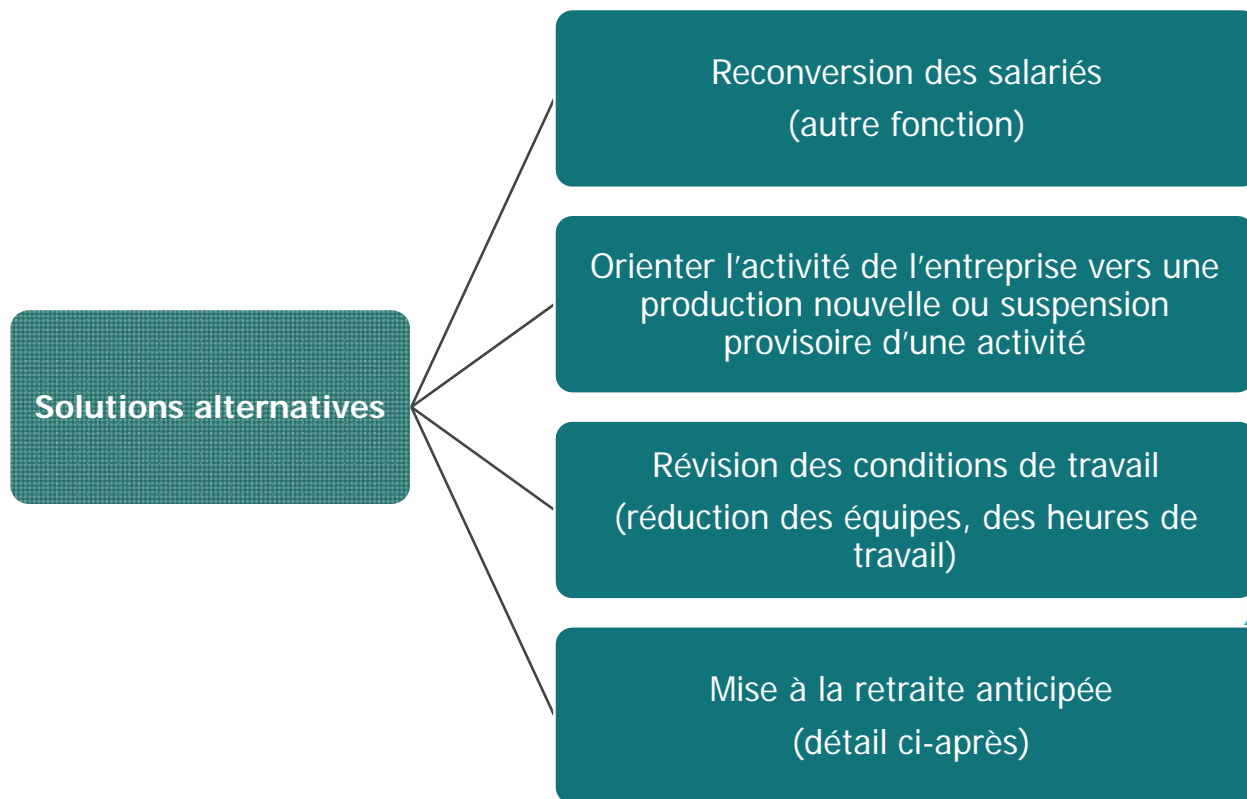 Solutions alternatives
Reconversion des salariés
(autre fonction)
Orienter l'activité de l'entreprise vers une
production nouvelle ou suspension
provisoire d'une activité
Révision des conditions de travail
(réduction des équipes, des heures de
travail)
Mise à la retraite anticipée
(détail ci-après)